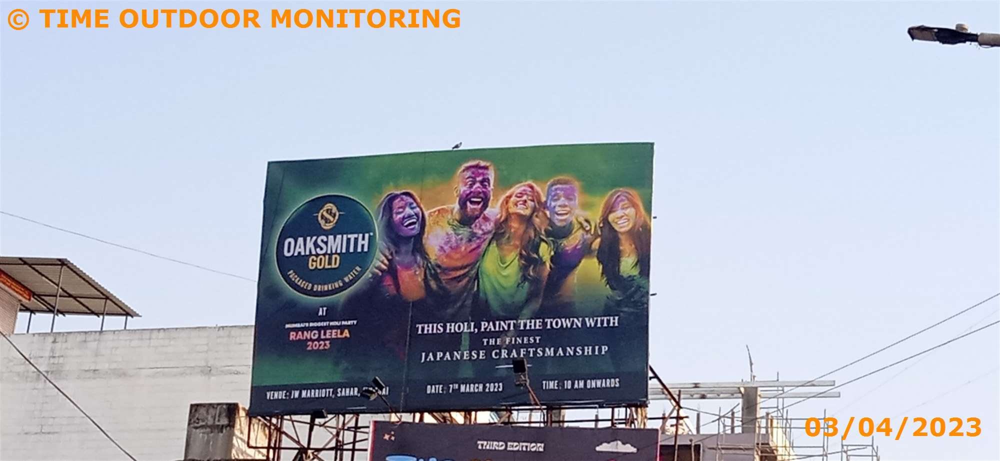 © TIME OUTDOOR MONITORING
OAKSMITH
GOLD
PACKAGED DRINKING WATER
AT
MUMBAI'S BIGGEST HOLI PARTY
RANG LEELA
2023
THIS HOLI, PAINT THE TOWN WITH
THE FINEST
JAPANESE CRAFTSMANSHIP
VENUE: JW MARRIOTT, SAHAR,
DATE: 7TH MARCH 2023
TIME: 10 AM ONWARDS
THIRD EDITION
03/04/2023